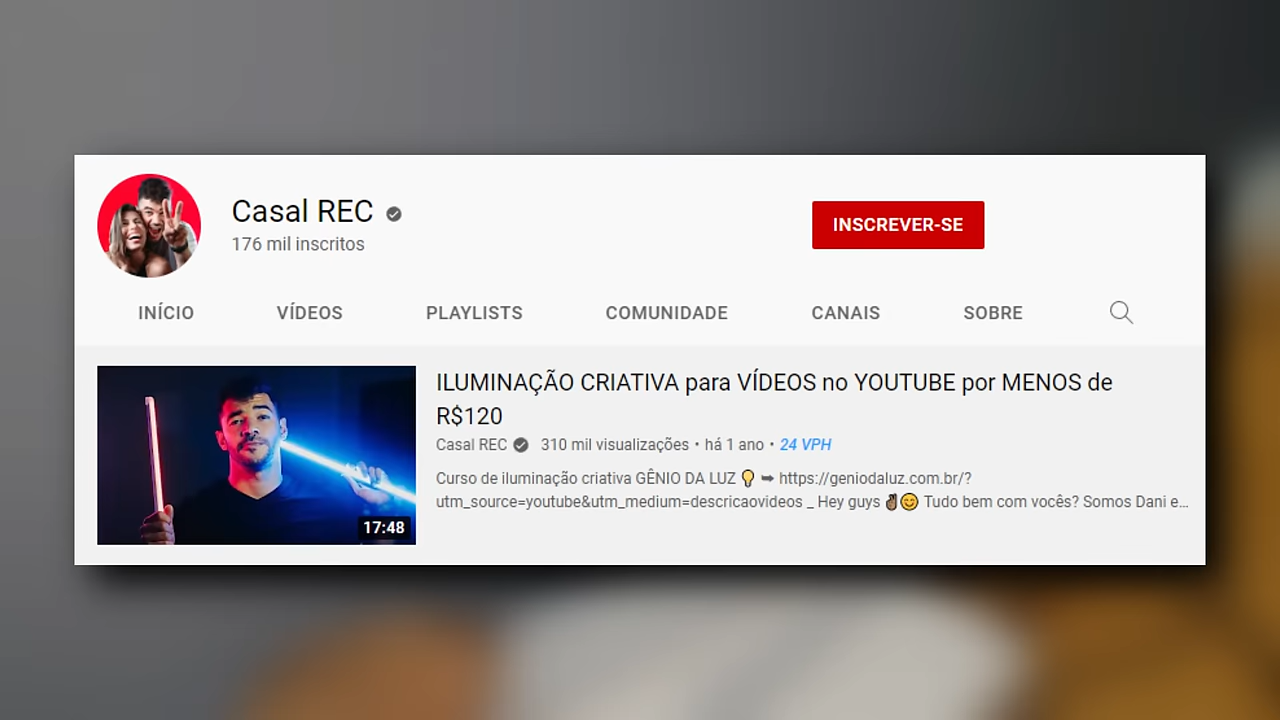 Casal REC
176 mil inscritos
INSCREVER-SE
INÍCIO VÍDEOS PLAYLISTS COMUNIDADE CANAIS SOBRE
ILUMINAÇÃO CRIATIVA para VÍDEOS no YOUTUBE por MENOS de
R$120
Casal REC 310 mil visualizações • há 1 ano • 24 VPH
Curso de iluminação criativa GÊNIO DA LUZ 💡 ➥ https://geniodaluz.com.br/?
utm_source=youtube&utm_medium=descricaovideos _ Hey guys ✌🏾😊 Tudo bem com vocês? Somos Dani e...
17:48